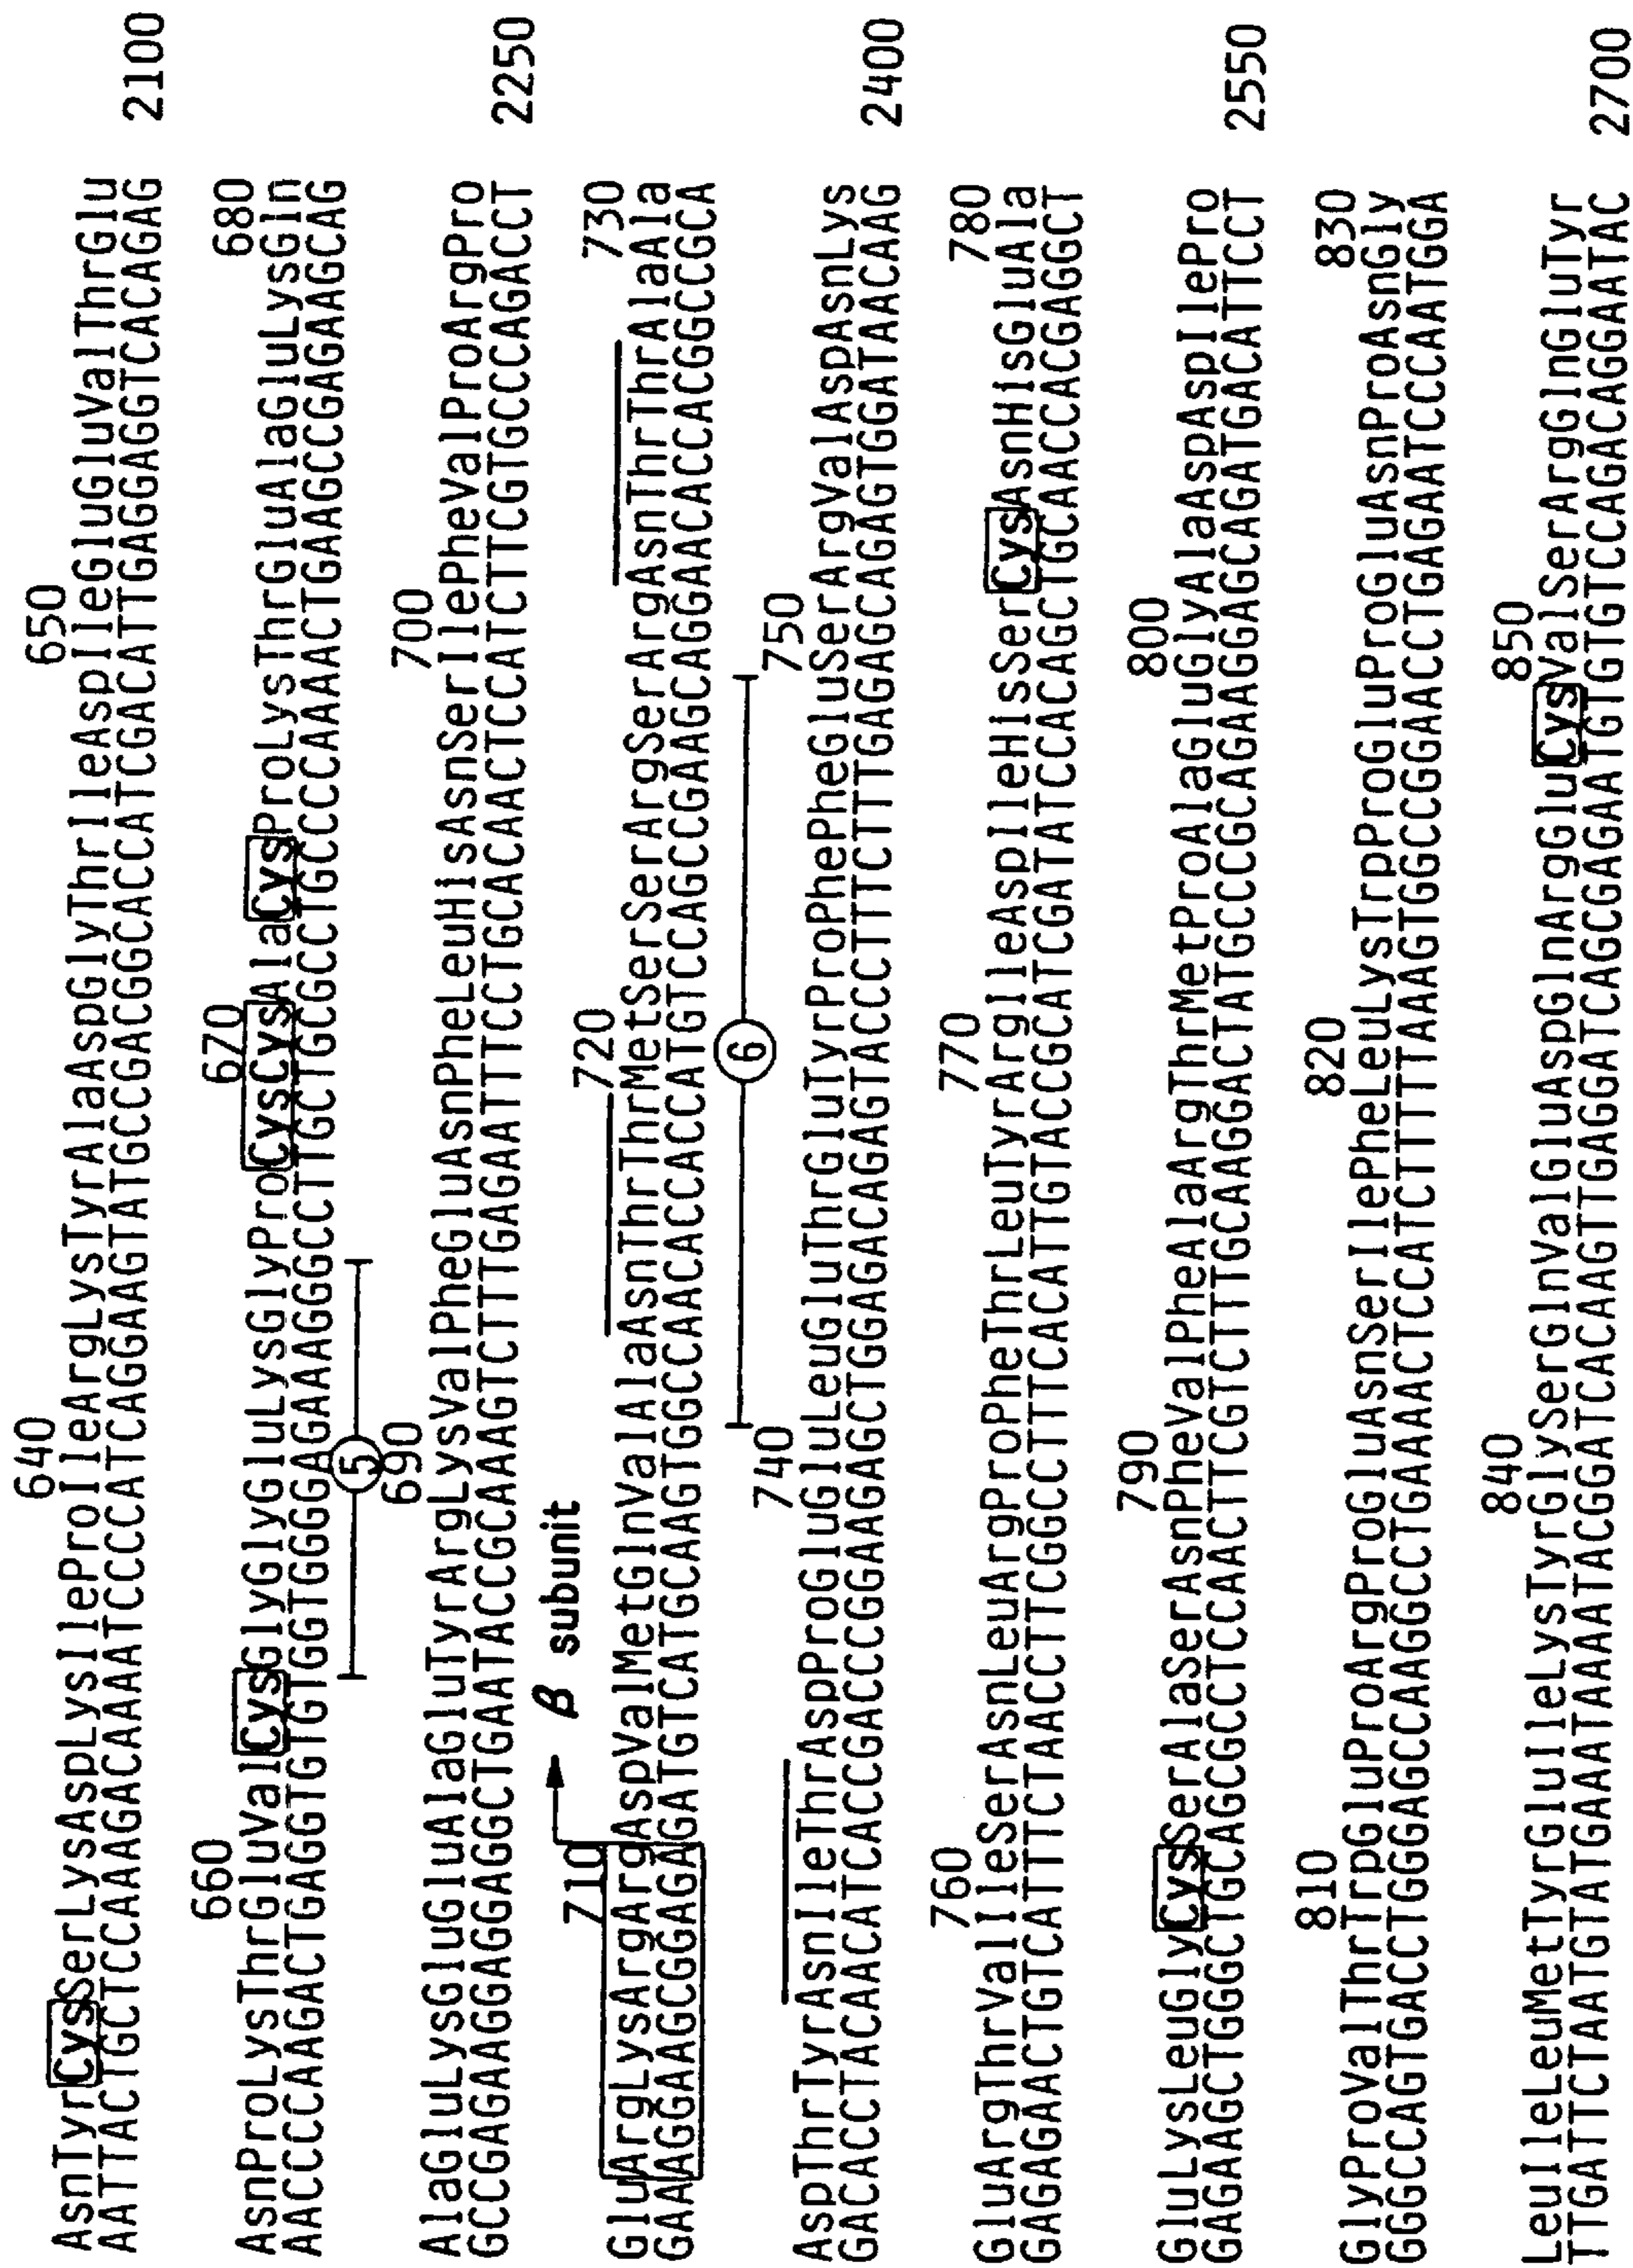 640 650
AsnTyrCysSerLysAspLysIleProIleArgLysTyrAlaAspGlyThrIleAspIleGluGluValThrGlu
AATTACTGCTCCAAAGACAAAATCCCCATCAGGAAGTATGCCGACGGCACCATCGACATTGAGGAGGTCACAGAG 2100
660 670 680
AsnProLysThrGluValCysGlyGlyGluLysGlyProCysCysAlaCysProLysThrGluAlaGluLysGln
AACCCCAAGACTGAGGTGTGTGGTGGGGAGAAAGGGCCTTGCTGCGCCTGCCCCAAAACTGAAGCCGAGAAGCAG
5
690 700
AlaGluLysGluGluAlaGluTyrArgLysValPheGluAsnPheLeuHisAsnSerIlePheValProArgPro
GCCGAGAAGGAGGAGGCTGAATACCGCAAAGTCTTTGAGAATTTCCTGCACAACTCCATCTTCGTGCCCAGACCT 2250
β subunit
710 720 730
GluArgLysArgArgAspValMetGlnValAlaAsnThrThrMetSerSerArgSerArgAsnThrThrAlaAla
GAAAGGAAGCGGAGAGATGTCATGCAAGTGGCCAACACCACCATGTCCAGCCGAAGCAGGAACACCACGGCCGCA
6
740 750
AspThrTyrAsnIleThrAspProGluGluLeuGluThrGluTyrProPhePheGluSerArgValAspAsnLys
GACACCTACAACATCACCGACCCGGAAGAGCTGGAGACAGAGTACCCTTTCTTTGAGAGCAGAGTGGATAACAAG 2400
760 770 780
GluArgThrValIleSerAsnLeuArgProPheThrLeuTyrArgIleAspIleHisSerCysAsnHisGluAla
GAGAGAACTGTCATTTCTAACCTTCGGCCTTTCACATTGTACCGCATCGATATCCACAGCTGCAACCACGAGGCT
790 800
GluLysLeuGlyCysSerAlaSerAsnPheValPheAlaArgThrMetProAlaGluGlyAlaAspAspIlePro
GAGAAGCTGGGCTGCAGCGCCTCCAACTTCGTCTTTGCAAGGACTATGCCCGCAGAAGGAGCAGATGACATTCCT 2550
810 820 830
GlyProValThrTrpGluProArgProGluAsnSerIlePheLeuLysTrpProGluProGluAsnProAsnGly
GGGCCAGTGACCTGGGAGCCAAGGCCTGAAAACTCCATCTTTTTAAAGTGGCCGGAACCTGAGAATCCCAATGGA
840 850
LeuIleLeuMetTyrGluIleLysTyrGlySerGlnValGluAspGlnArgGluCysValSerArgGlnGluTyr
TTGATTCTAATGTATGAAATAAAATACGGATCACAAGTTGAGGATCAGCGAGAATGTGTGTCCAGACAGGAATAC 2700